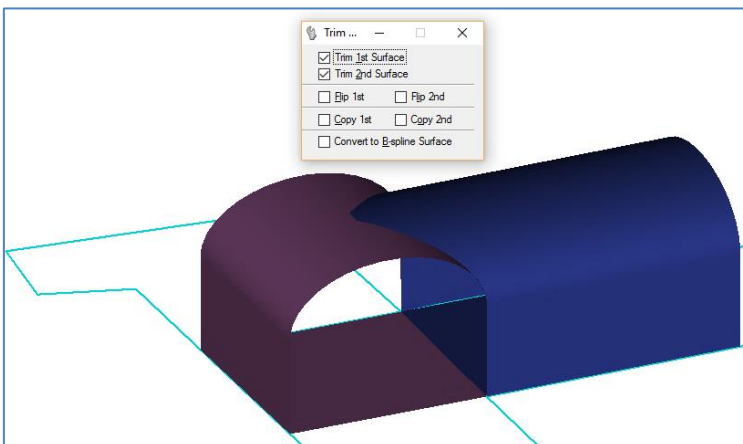 Trim ...
Trim 1st Surface
Trim 2nd Surface
Flip 1st Flip 2nd
Copy 1st Copy 2nd
Convert to B-spline Surface